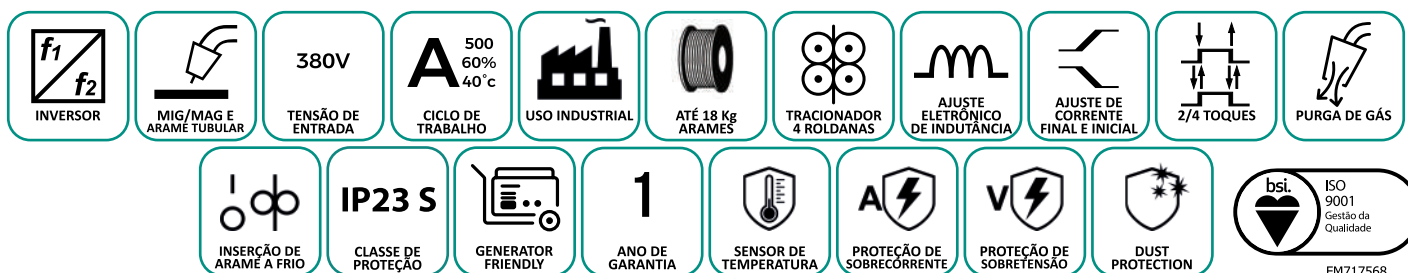 f1
f2
INVERSOR
MIG/MAG E
ARAME TUBULAR
380V
TENSÃO DE
ENTRADA
A
500
60%
40°c
CICLO DE
TRABALHO
USO INDUSTRIAL
ATÉ 18 Kg
ARAMES
TRACIONADOR
4 ROLDANAS
AJUSTE
ELETRÔNICO
DE INDUTÂNCIA
AJUSTE DE
CORRENTE
FINAL E INICIAL
2/4 TOQUES
PURGA DE GÁS
INSERÇÃO DE
ARAME A FRIO
IP23 S
CLASSE DE
PROTEÇÃO
GENERATOR
FRIENDLY
1
ANO DE
GARANTIA
SENSOR DE
TEMPERATURA
A
PROTEÇÃO DE
SOBRECORRENTE
V
PROTEÇÃO DE
SOBRETENSÃO
DUST
PROTECTION
bsi.
ISO
9001
Gestão da
Qualidade
FM717568